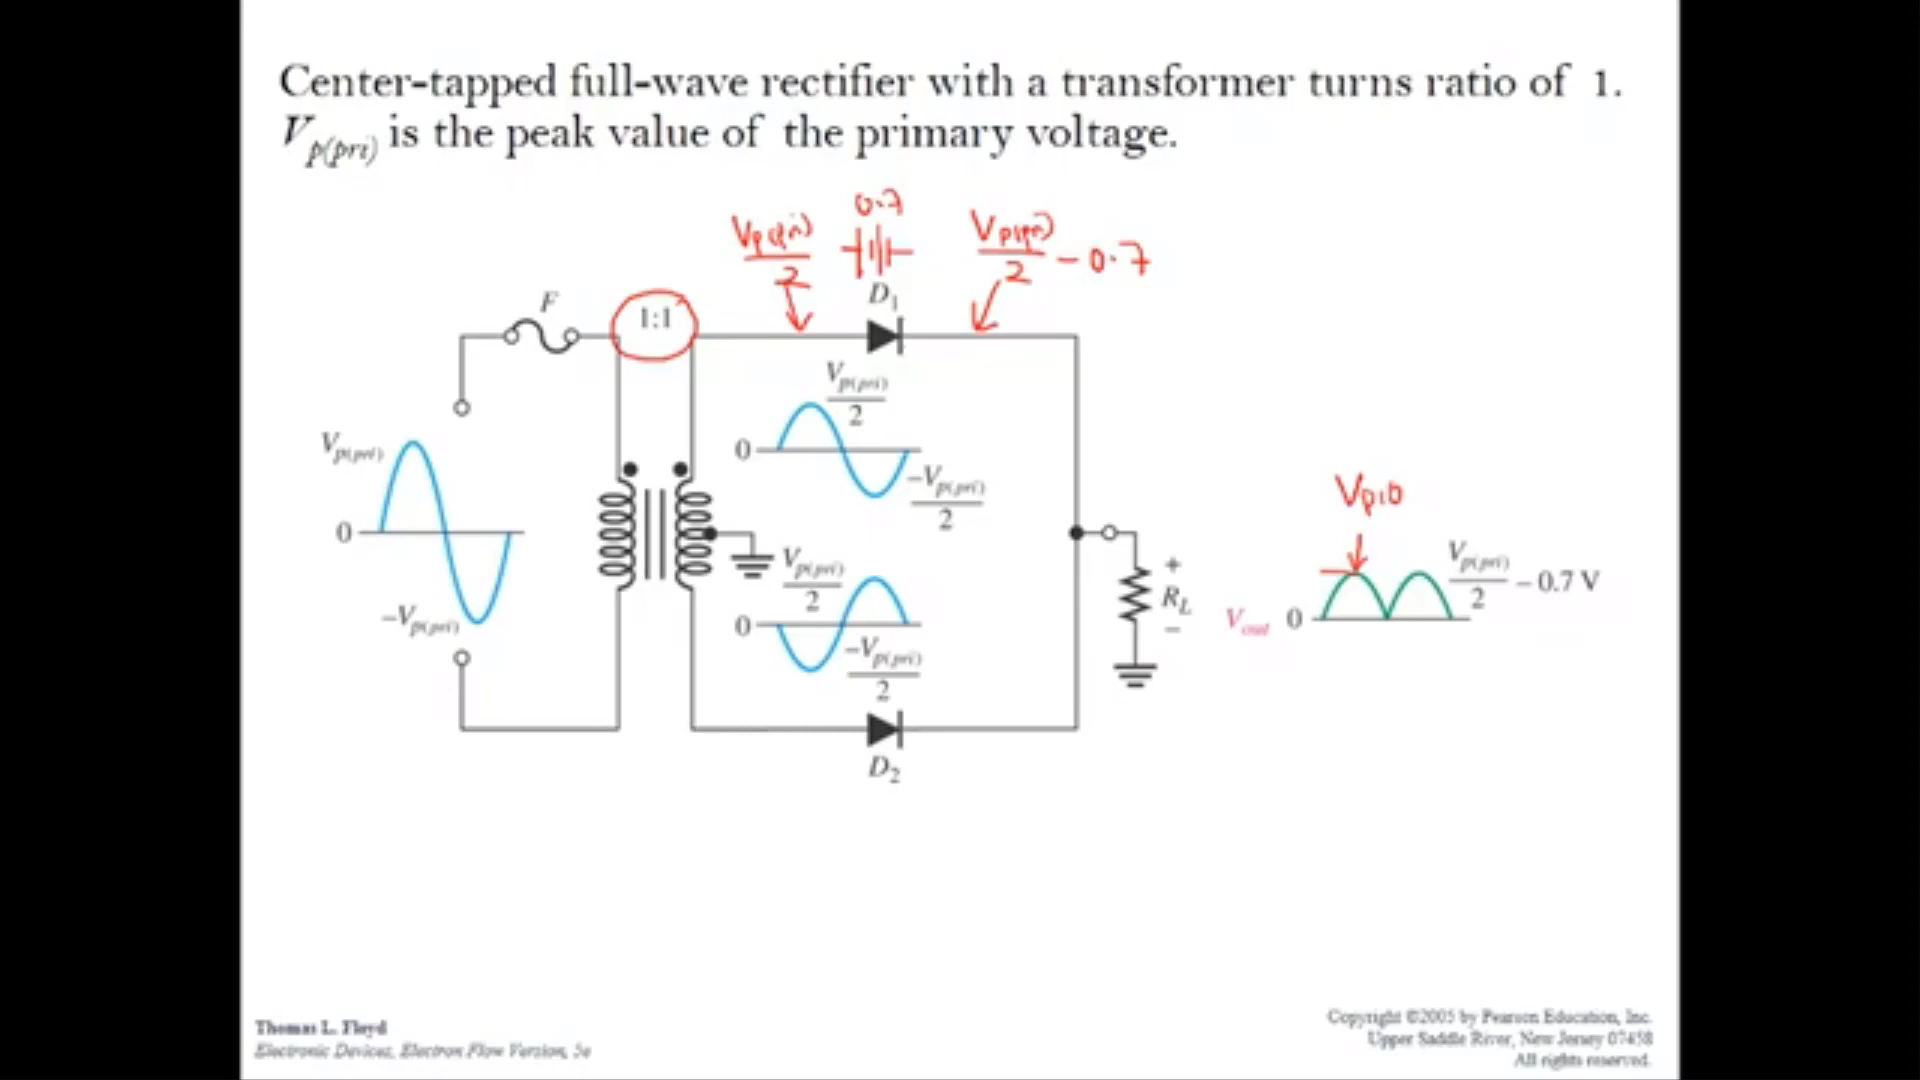 Center-tapped full-wave rectifier with a transformer turns ratio of 1.
Vp(pri) is the peak value of the primary voltage.
Vp(in)/2
0.7
Vp(in)/2 - 0.7
F
1:1
D1
Vp(pri)/2
0
-Vp(pri)/2
Vp(pri)
0
-Vp(pri)
Vp(pri)/2
0
-Vp(pri)/2
D2
+
RL
-
Vp(o
Vout 0
Vp(pri)/2 - 0.7 V
Thomas L. Floyd
Electronic Devices, Electron Flow Version, 5e
Copyright ©2005 by Pearson Education, Inc.
Upper Saddle River, New Jersey 07458
All rights reserved.